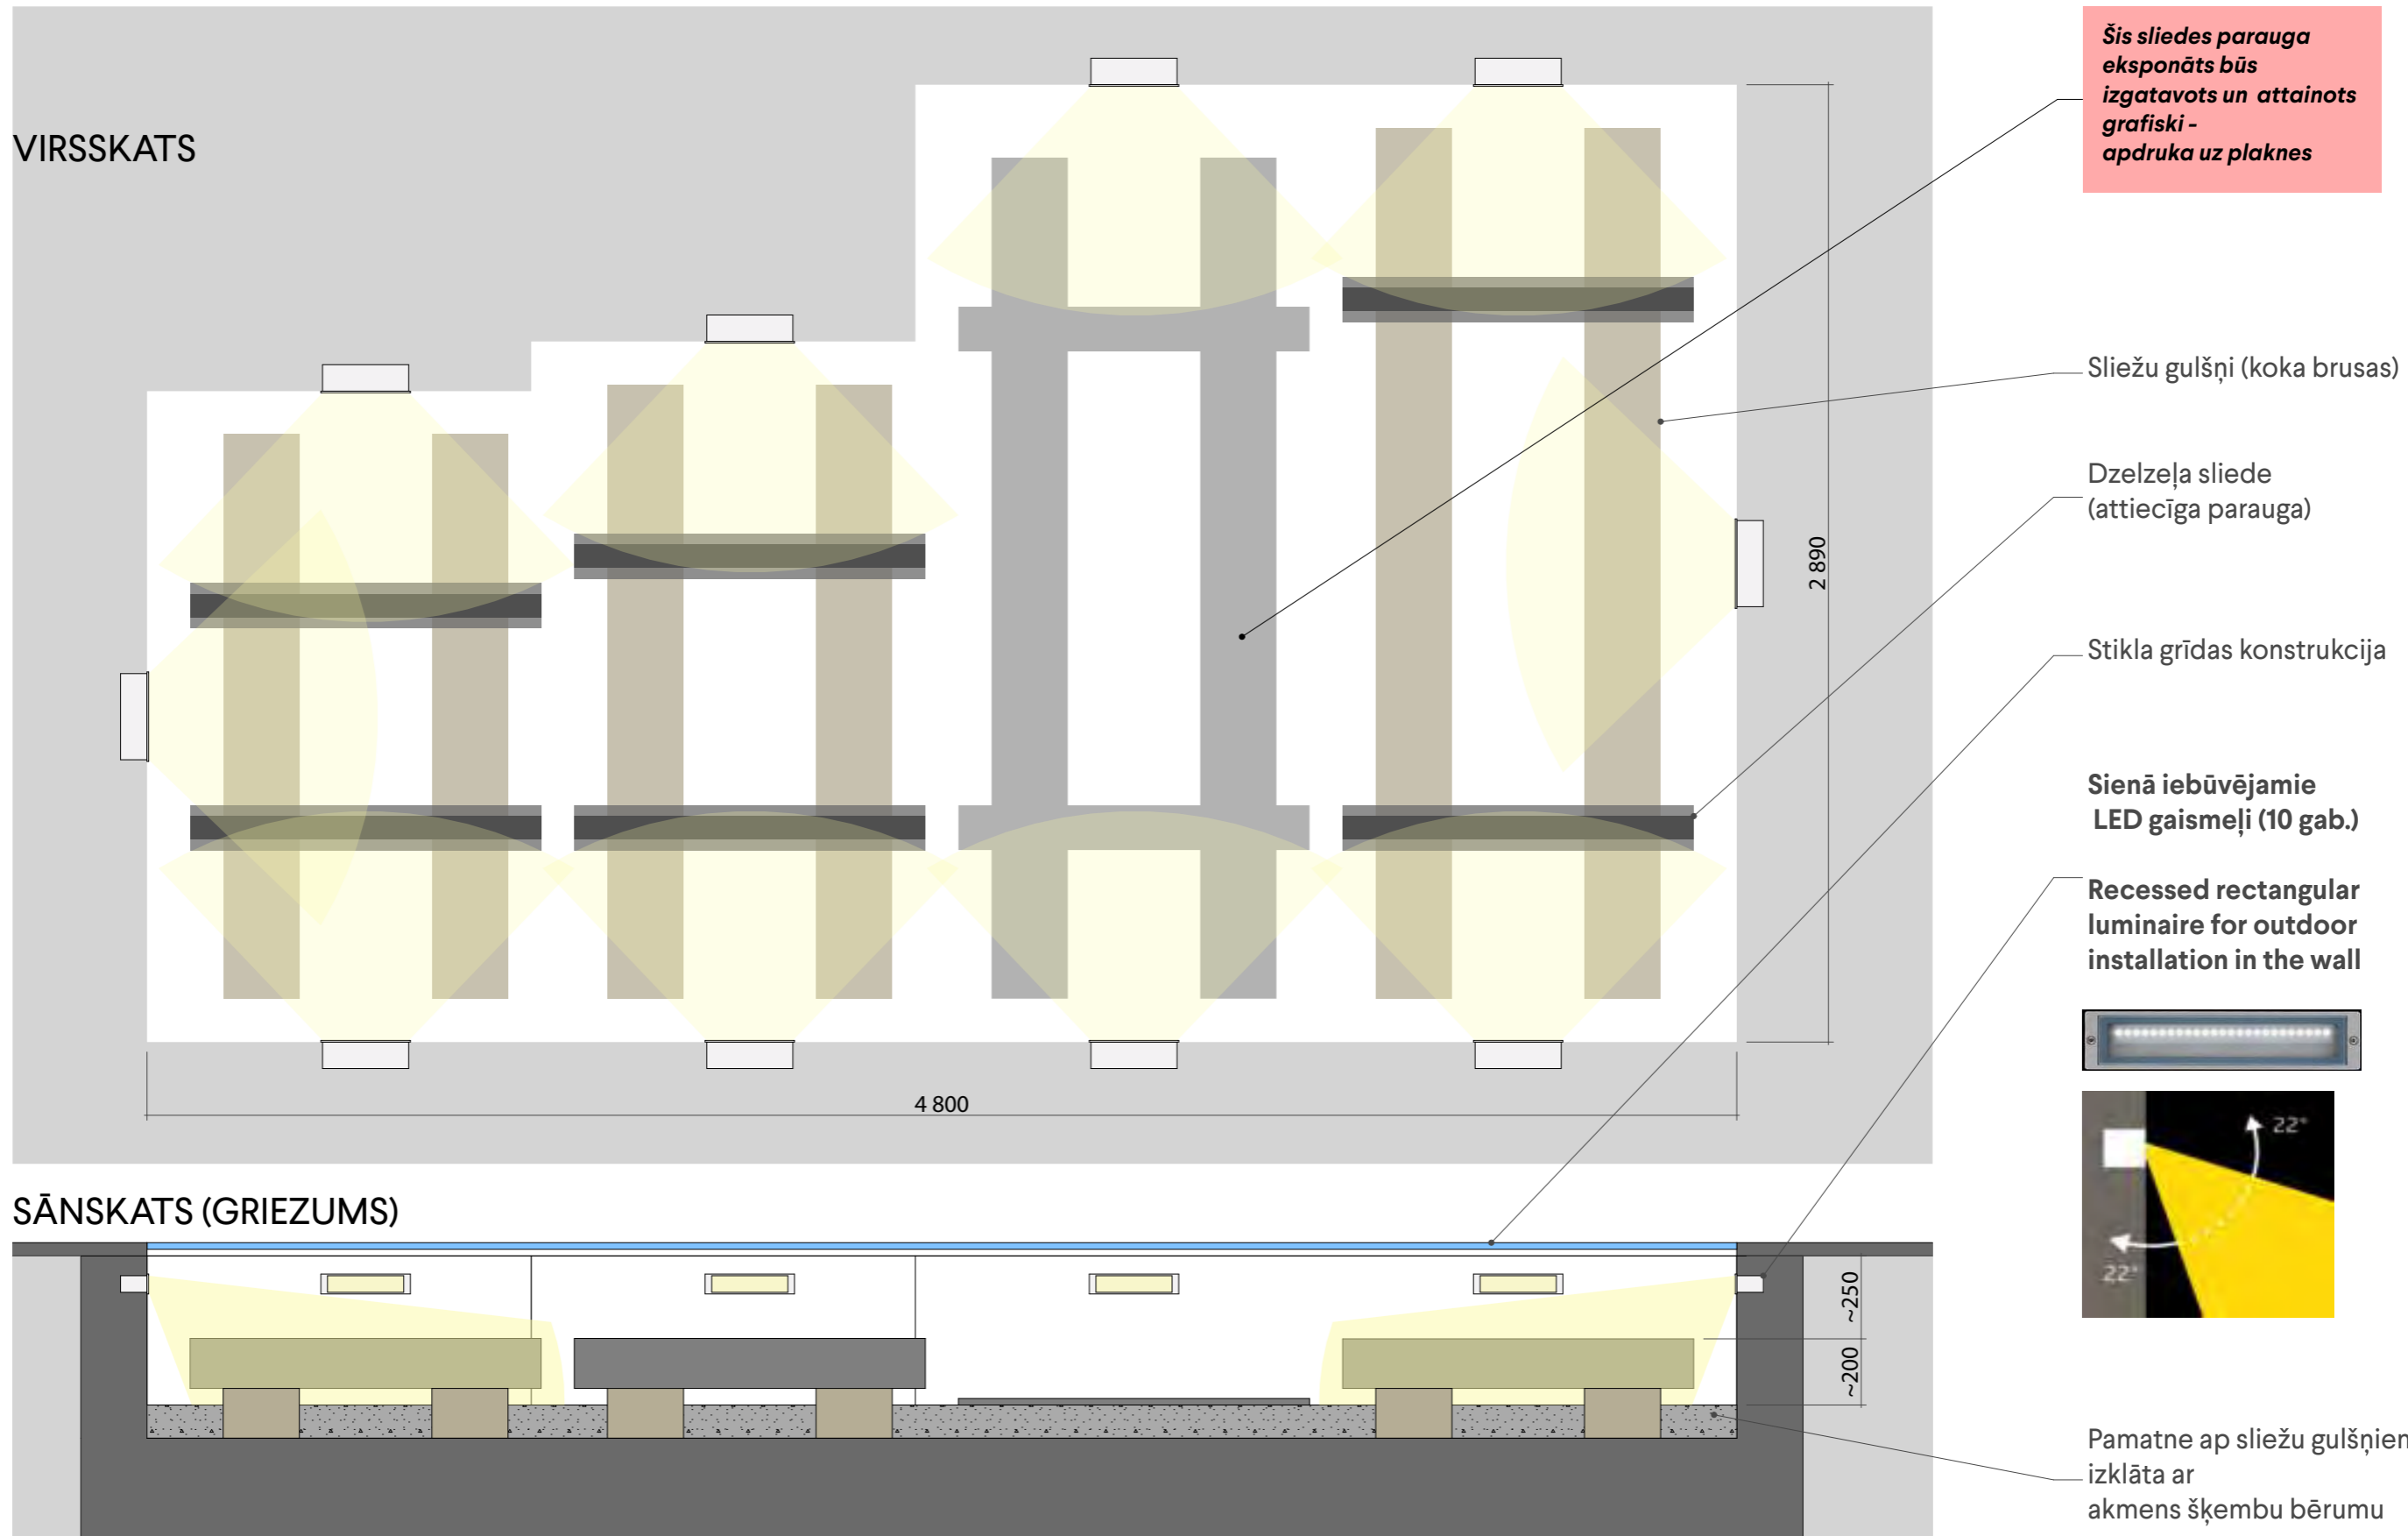 VIRSSKATS
Šis sliedes parauga
eksponāts būs
izgatavots un attainots
grafiski -
apdruka uz plaknes
Sliežu gulšņi (koka brusas)
Dzelzeļa sliede
(attiecīga parauga)
2 890
Stikla grīdas konstrukcija
Sienā iebūvējamie
LED gaismeļi (10 gab.)
Recessed rectangular
luminaire for outdoor
installation in the wall
4 800
22°
22°
SĀNSKATS (GRIEZUMS)
~250
~200
Pamatne ap sliežu gulšņien
izklāta ar
akmens šķembu bērumu